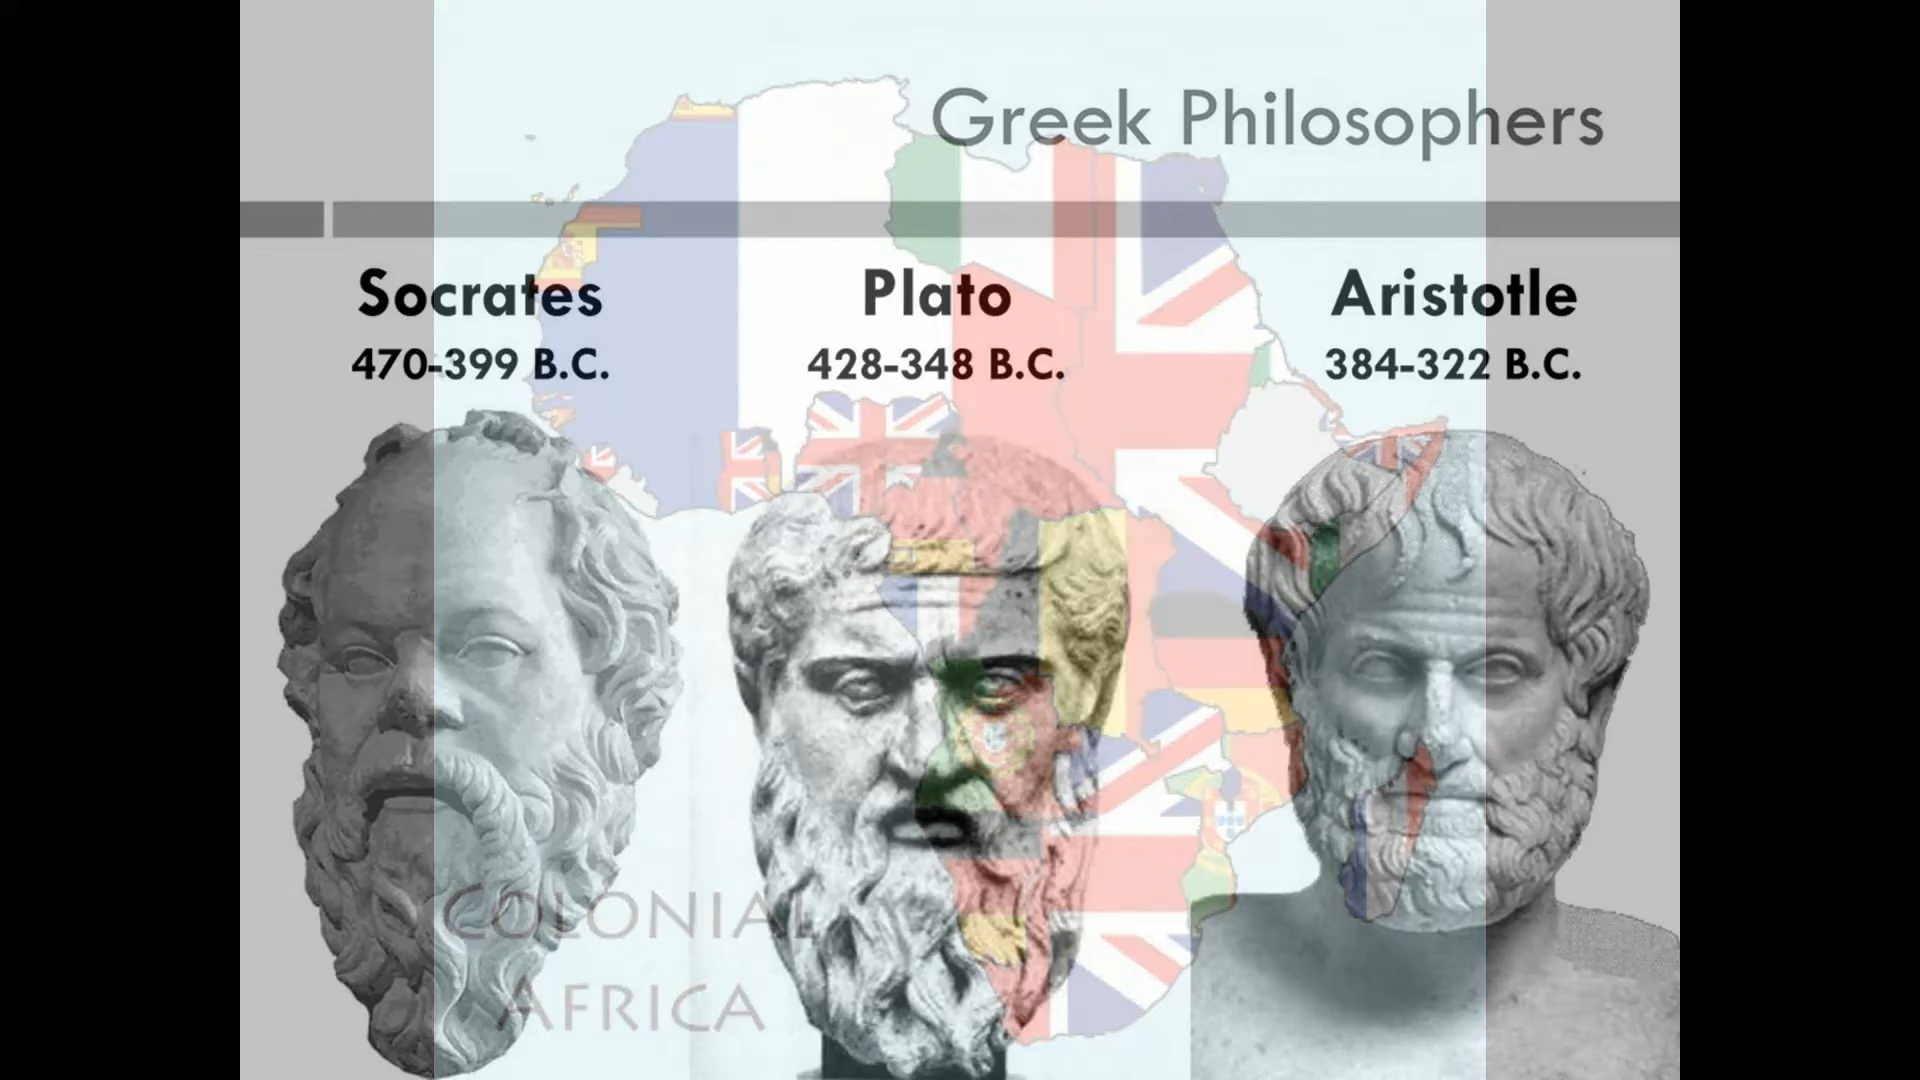 Greek Philosophers
Socrates
Plato
Aristotle
470-399 B.C.
428-348 B.C.
384-322 B.C.
COLONIAL
AFRICA